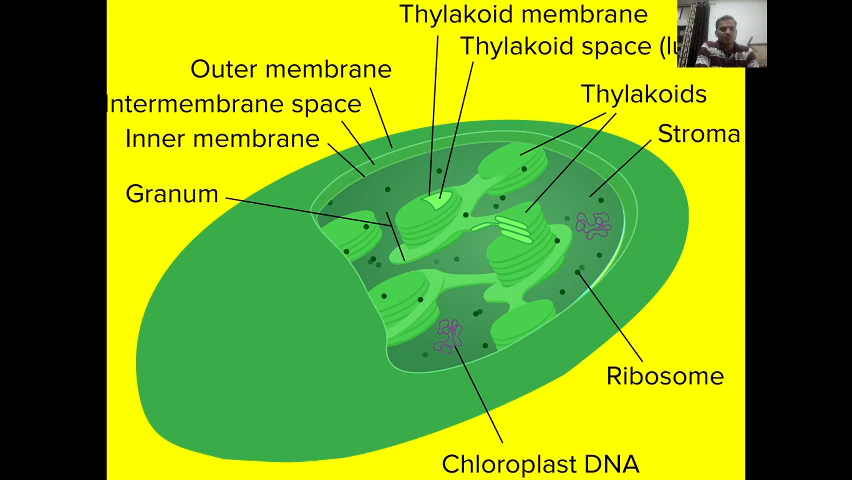 Thylakoid membrane
Thylakoid space
Outer membrane
Intermembrane space
Thylakoids
Inner membrane
Stroma
Granum
Ribosome
Chloroplast DNA